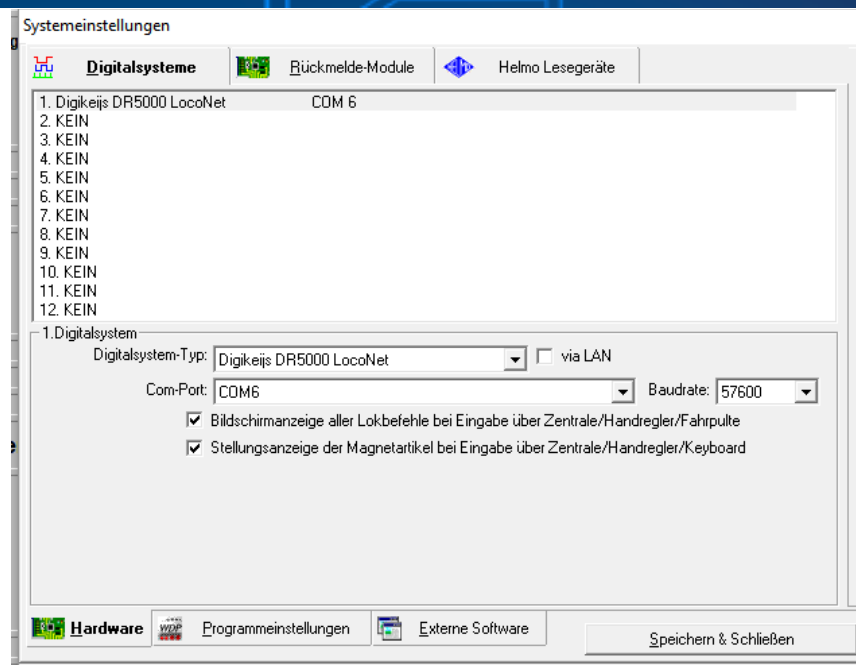 Systemeinstellungen
Digitalsysteme Rückmelde-Module Helmo Lesegeräte
1. Digikeijs DR5000 LocoNet COM 6
2. KEIN
3. KEIN
4. KEIN
5. KEIN
6. KEIN
7. KEIN
8. KEIN
9. KEIN
10. KEIN
11. KEIN
12. KEIN
1.Digitalsystem
Digitalsystem-Typ: Digikeijs DR5000 LocoNet via LAN
Com-Port: COM6 Baudrate: 57600
Bildschirmanzeige aller Lokbefehle bei Eingabe über Zentrale/Handregler/Fahrpulte
Stellungsanzeige der Magnetartikel bei Eingabe über Zentrale/Handregler/Keyboard
Hardware WDP Programmeinstellungen Externe Software
Speichern & Schließen